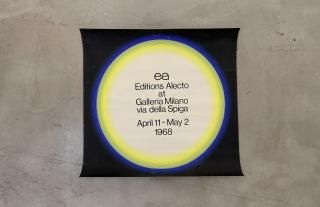 ea
Editions Alecto
at
Galleria Milano
via della Spiga
April 11 - May 2
1968